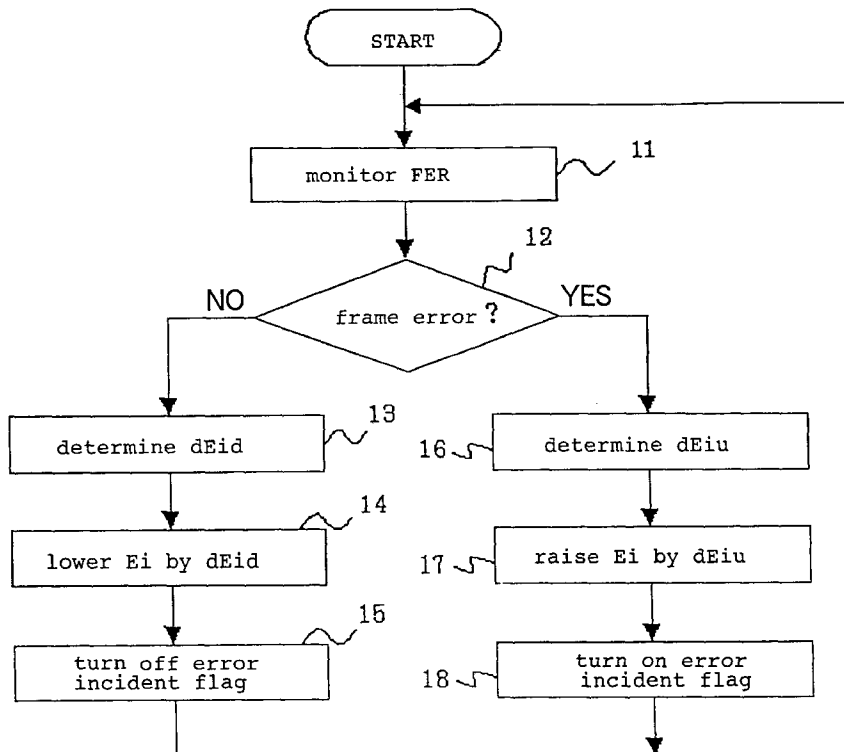 START
monitor FER
11
12
NO
YES
frame error ?
determine dEid
13
16
determine dEiu
14
lower Ei by dEid
17
raise Ei by dEiu
15
turn off error
incident flag
18
turn on error
incident flag